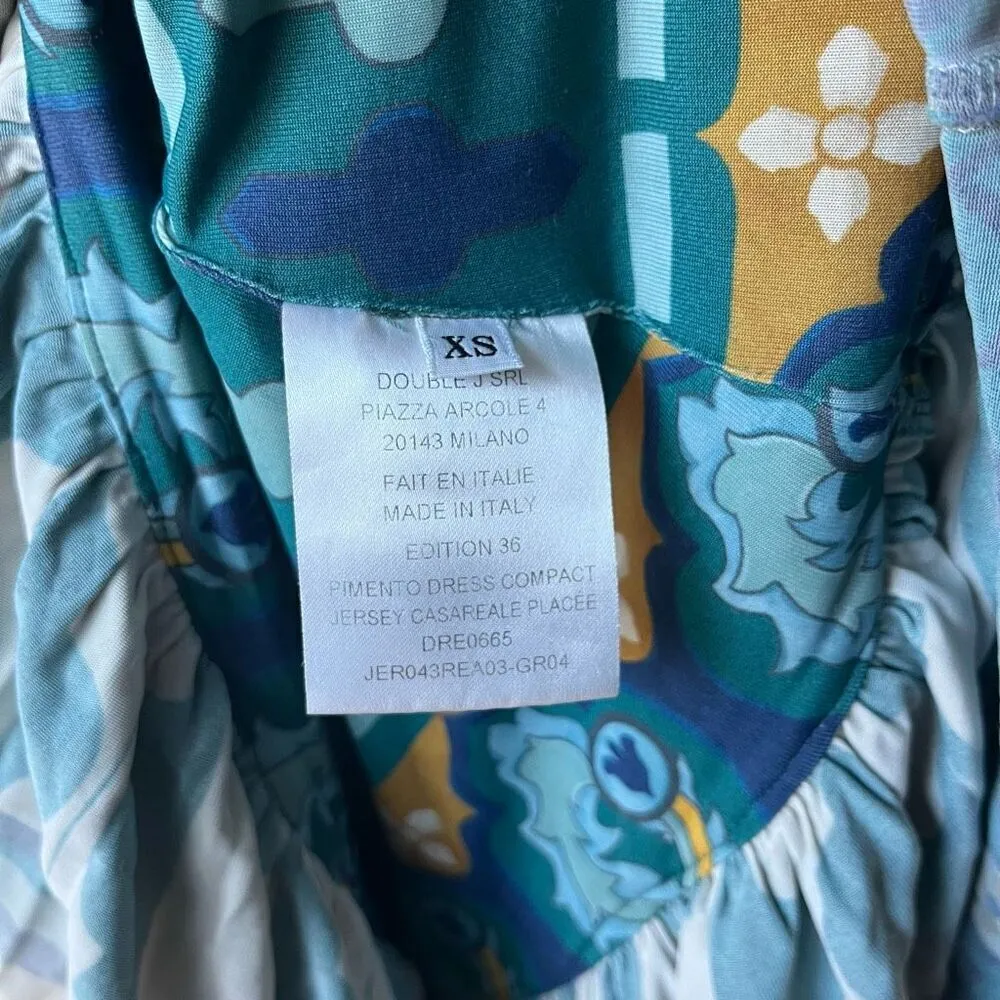 XS
DOUBLE J SRL
PIAZZA ARCOLE 4
20143 MILANO
FAIT EN ITALIE
MADE IN ITALY
EDITION 36
PIMENTO DRESS COMPACT
JERSEY CASAREALE PLACÉE
DRE0665
JER043REA03-GR04